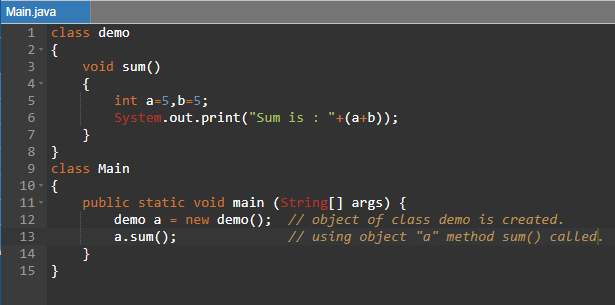 Main.java
1 class demo
2 {
3     void sum()
4     {
5         int a=5,b=5;
6         System.out.print("Sum is : "+(a+b));
7     }
8 }
9 class Main
10 {
11     public static void main (String[] args) {
12         demo a = new demo();  // object of class demo is created.
13         a.sum();              // using object "a" method sum() called.
14     }
15 }